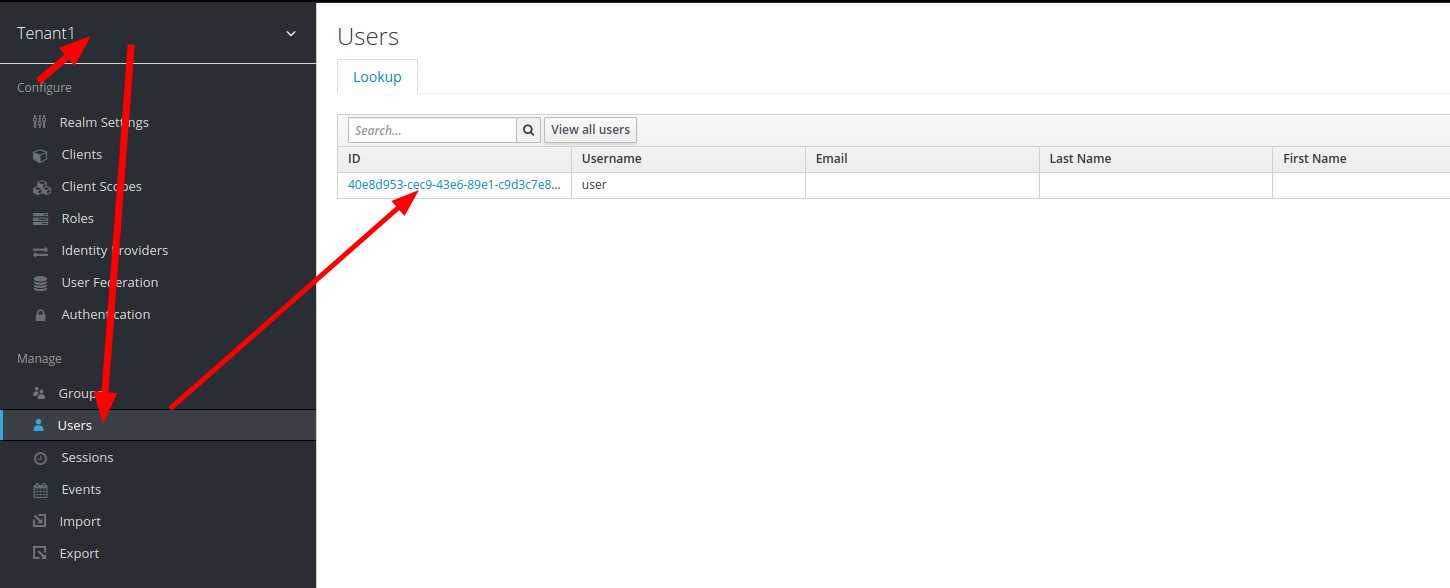 Tenant1
Configure
Realm Settings
Clients
Client Scopes
Roles
Identity Providers
User Federation
Authentication
Manage
Groups
Users
Sessions
Events
Import
Export
Users
Lookup
Search... View all users
ID Username Email Last Name First Name
40e8d953-cec9-43e6-89e1-c9d3c7e8... user